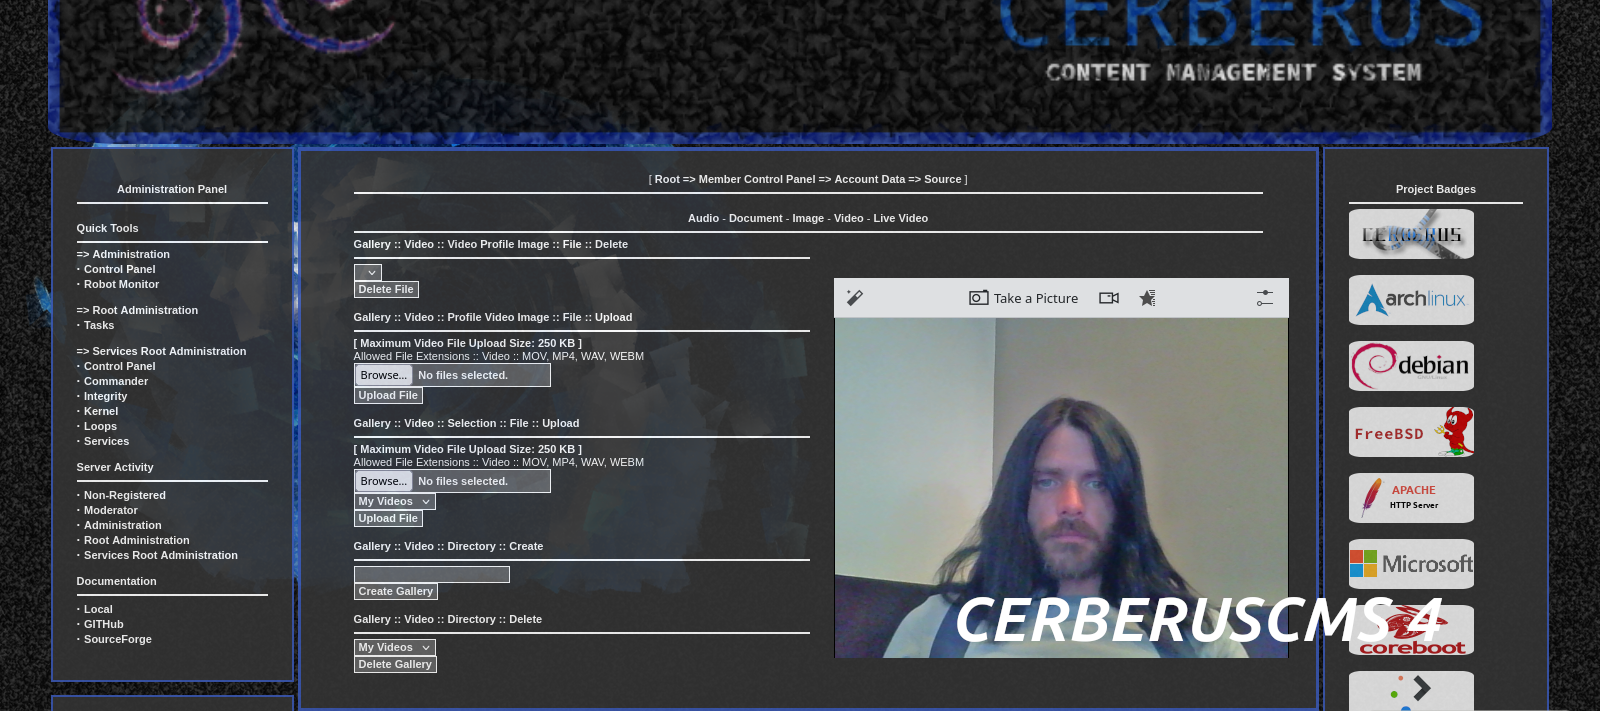 CERBERUS
CONTENT MANAGEMENT SYSTEM
Administration Panel
Quick Tools
=> Administration
· Control Panel
· Robot Monitor
=> Root Administration
· Tasks
=> Services Root Administration
· Control Panel
· Commander
· Integrity
· Kernel
· Loops
· Services
Server Activity
· Non-Registered
· Moderator
· Administration
· Root Administration
· Services Root Administration
Documentation
· Local
· GITHub
· SourceForge
[ Root => Member Control Panel => Account Data => Source ]
Audio - Document - Image - Video - Live Video
Gallery :: Video :: Video Profile Image :: File :: Delete
Delete File
Gallery :: Video :: Profile Video Image :: File :: Upload
[ Maximum Video File Upload Size: 250 KB ]
Allowed File Extensions :: Video :: MOV, MP4, WAV, WEBM
Browse... No files selected.
Upload File
Gallery :: Video :: Selection :: File :: Upload
[ Maximum Video File Upload Size: 250 KB ]
Allowed File Extensions :: Video :: MOV, MP4, WAV, WEBM
Browse... No files selected.
My Videos
Upload File
Gallery :: Video :: Directory :: Create
Create Gallery
Gallery :: Video :: Directory :: Delete
My Videos
Delete Gallery
Take a Picture
CERBERUSCMS 4
Project Badges
CERBERUS
archlinux
debian
FreeBSD
APACHE
HTTP Server
Microsoft
coreboot